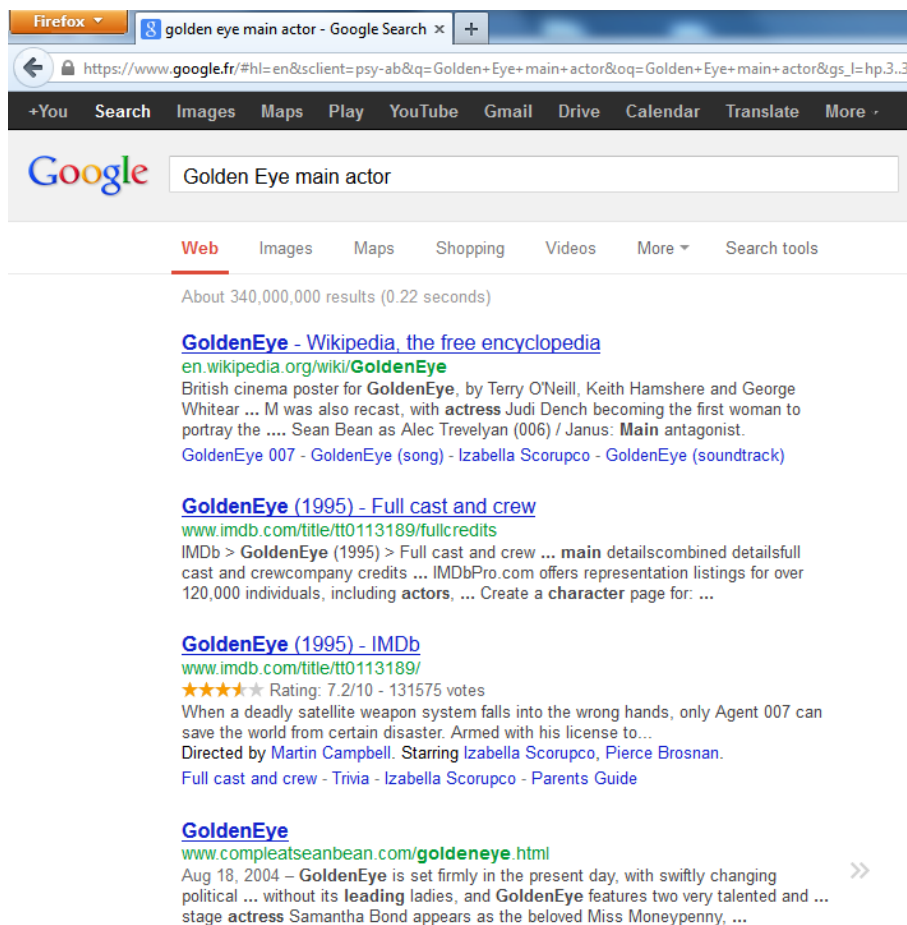 Firefox
golden eye main actor - Google Search × +
https://www.google.fr/#hl=en&sclient=psy-ab&q=Golden+Eye+main+actor&oq=Golden+Eye+main+actor&gs_l=hp.3..3
+You Search Images Maps Play YouTube Gmail Drive Calendar Translate More
Google Golden Eye main actor
Web Images Maps Shopping Videos More Search tools
About 340,000,000 results (0.22 seconds)
GoldenEye - Wikipedia, the free encyclopedia
en.wikipedia.org/wiki/GoldenEye
British cinema poster for GoldenEye, by Terry O'Neill, Keith Hamshere and George
Whitear ... M was also recast, with actress Judi Dench becoming the first woman to
portray the .... Sean Bean as Alec Trevelyan (006) / Janus: Main antagonist.
GoldenEye 007 - GoldenEye (song) - Izabella Scorupco - GoldenEye (soundtrack)
GoldenEye (1995) - Full cast and crew
www.imdb.com/title/tt0113189/fullcredits
IMDb > GoldenEye (1995) > Full cast and crew ... main detailscombined detailsfull
cast and crewcompany credits ... IMDbPro.com offers representation listings for over
120,000 individuals, including actors, ... Create a character page for: ...
GoldenEye (1995) - IMDb
www.imdb.com/title/tt0113189/
Rating: 7.2/10 - 131575 votes
When a deadly satellite weapon system falls into the wrong hands, only Agent 007 can
save the world from certain disaster. Armed with his license to...
Directed by Martin Campbell. Starring Izabella Scorupco, Pierce Brosnan.
Full cast and crew - Trivia - Izabella Scorupco - Parents Guide
GoldenEye
www.compleatseanbean.com/goldeneye.html
Aug 18, 2004 – GoldenEye is set firmly in the present day, with swiftly changing
political ... without its leading ladies, and GoldenEye features two very talented and ...
stage actress Samantha Bond appears as the beloved Miss Moneypenny, ...